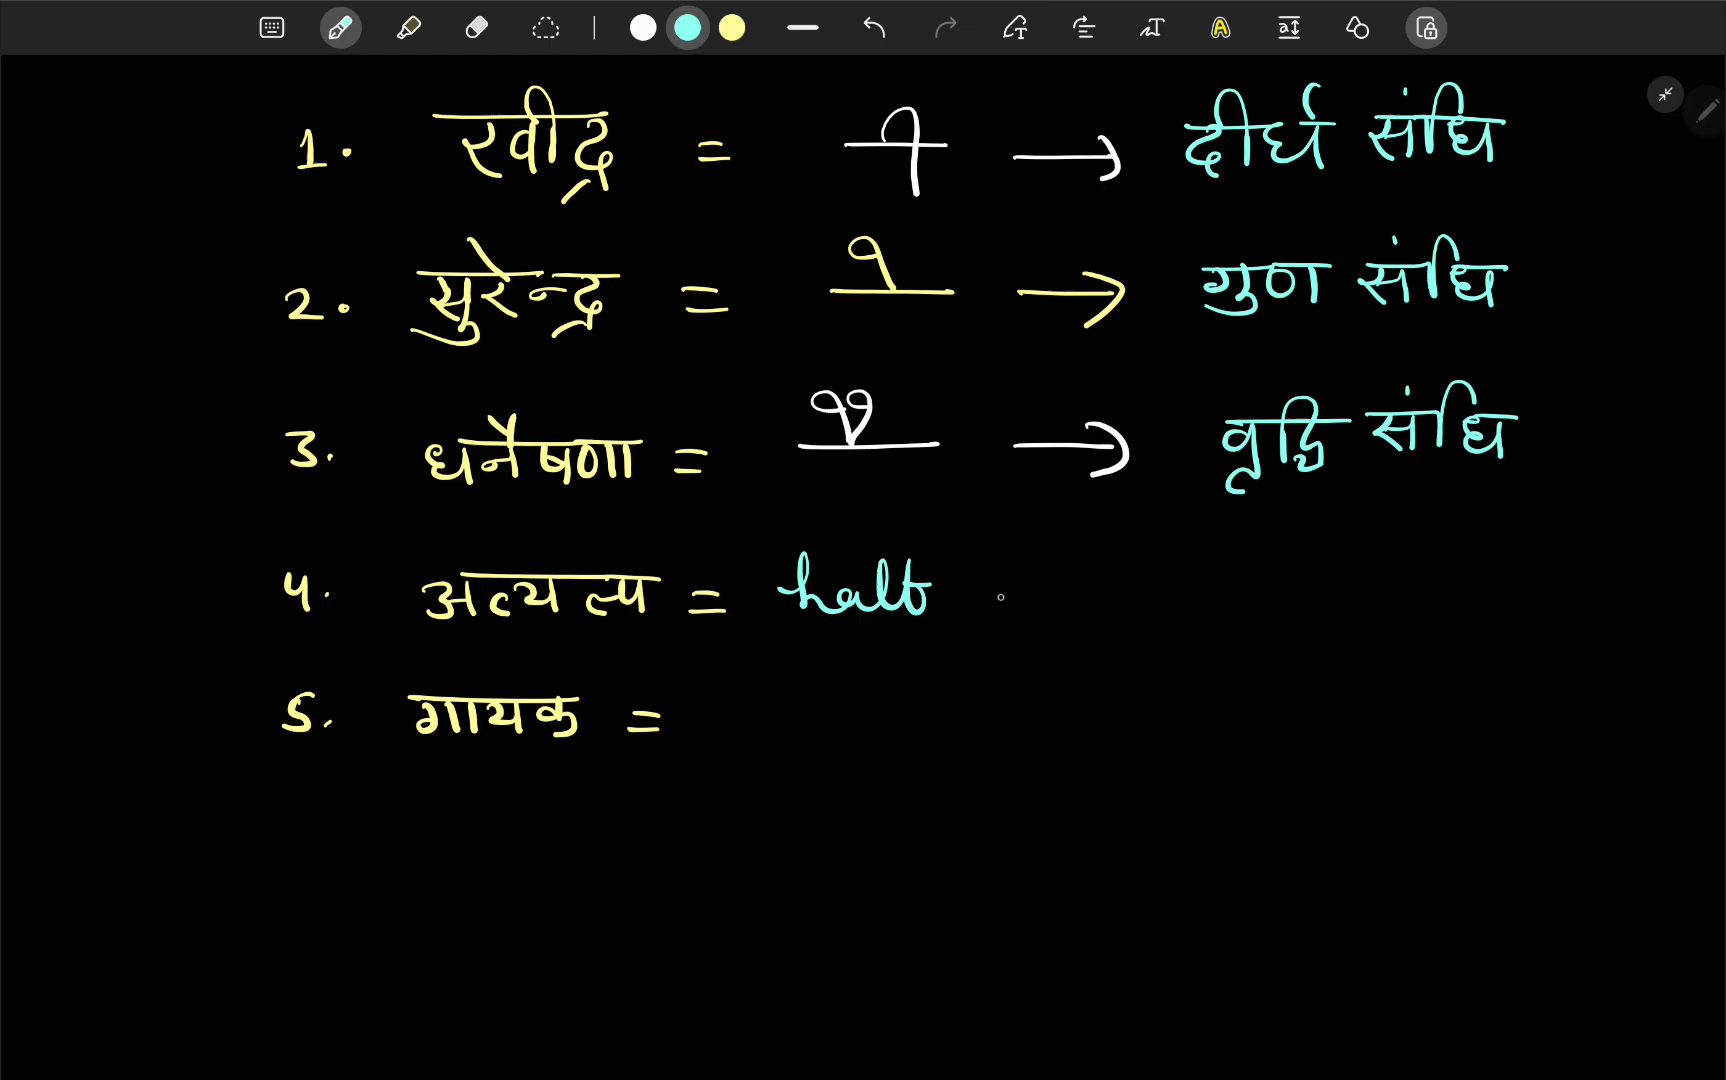 1. रवीद्र = ी → दीर्घ संधि
2. सुरेन्द्र = े → गुण संधि
3. धनैषणा = ै → वृद्धि संधि
4. अत्यल्प = half
5. गायक =